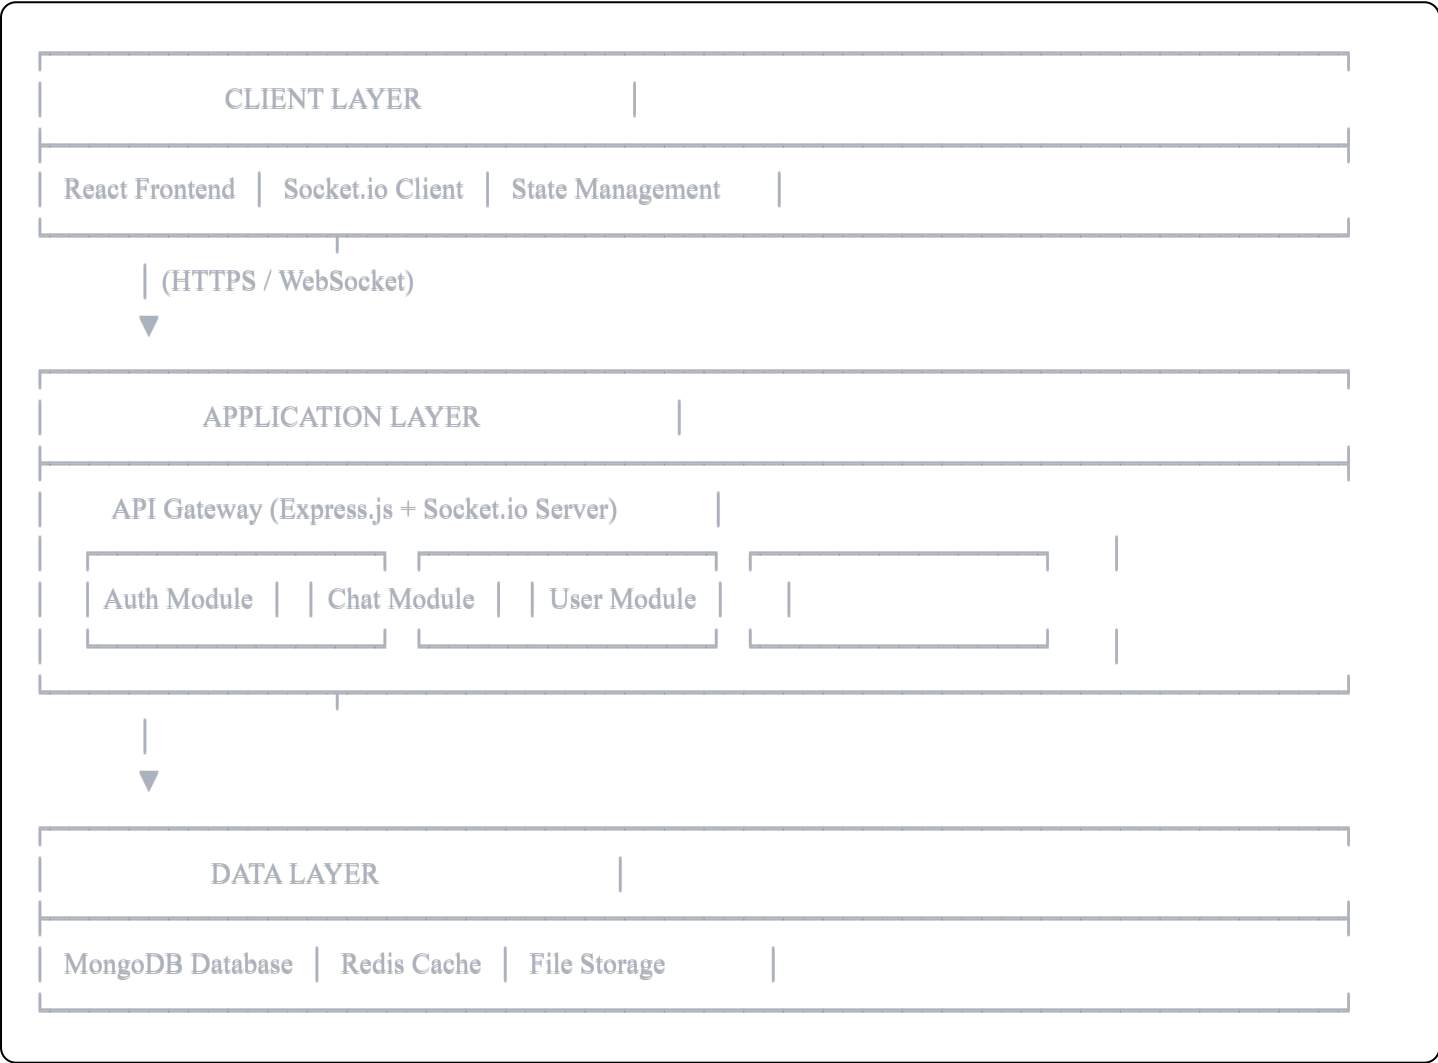 CLIENT LAYER
React Frontend │ Socket.io Client │ State Management │
│ (HTTPS / WebSocket)
▼
APPLICATION LAYER
API Gateway (Express.js + Socket.io Server)
│ Auth Module │ │ Chat Module │ │ User Module │
▼
DATA LAYER
MongoDB Database │ Redis Cache │ File Storage │